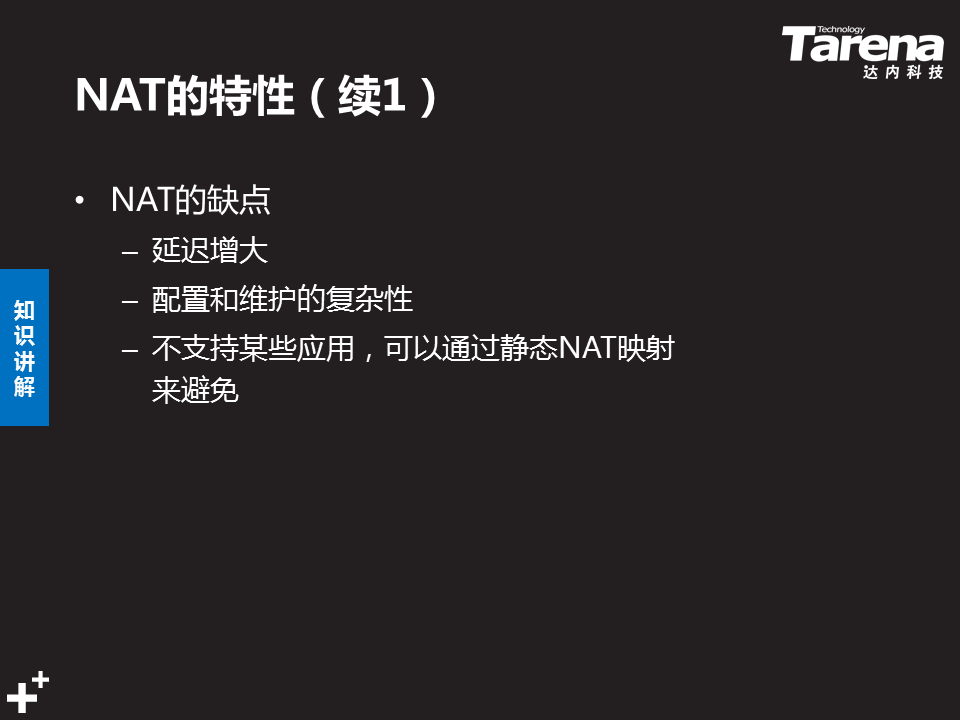 Technology
Tarena
达内科技
NAT的特性（续1）
• NAT的缺点
– 延迟增大
– 配置和维护的复杂性
– 不支持某些应用，可以通过静态NAT映射
来避免
知
识
讲
解